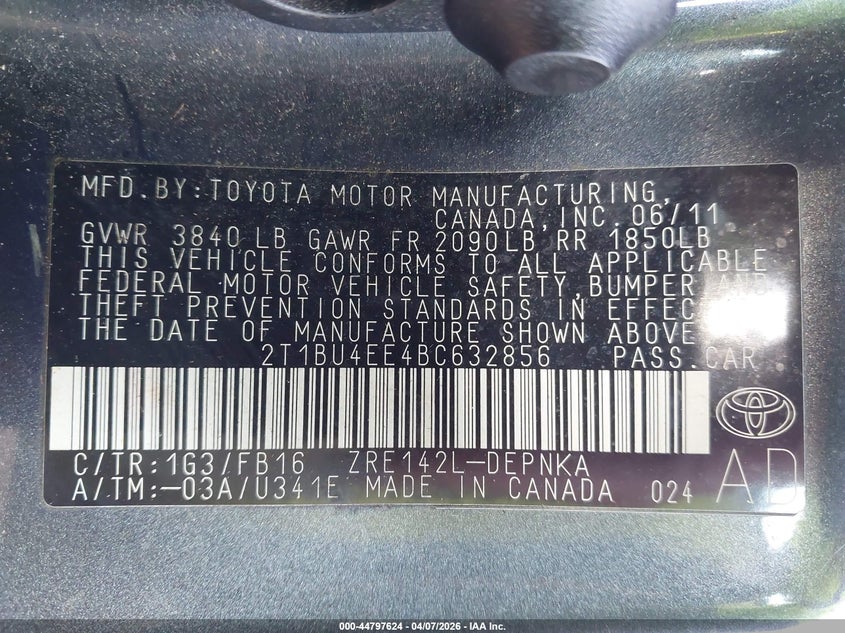 MFD.BY:TOYOTA MOTOR MANUFACTURING,
CANADA,INC. 06/11
GVWR 3840 LB GAWR FR 2090LB RR 1850LB
THIS VEHICLE CONFORMS TO ALL APPLICABLE
FEDERAL MOTOR VEHICLE SAFETY,BUMPER AND
THEFT PREVENTION STANDARDS IN EFFECT
THE DATE OF MANUFACTURE SHOWN ABOVE
2T1BU4EE4BC632856 PASS.CAR
C/TR:1G3/FB16 ZRE142L-DEPNKA
A/TM:-03A/U341E MADE IN CANADA 024
AD
000-44797624 - 04/07/2026 - IAA Inc.